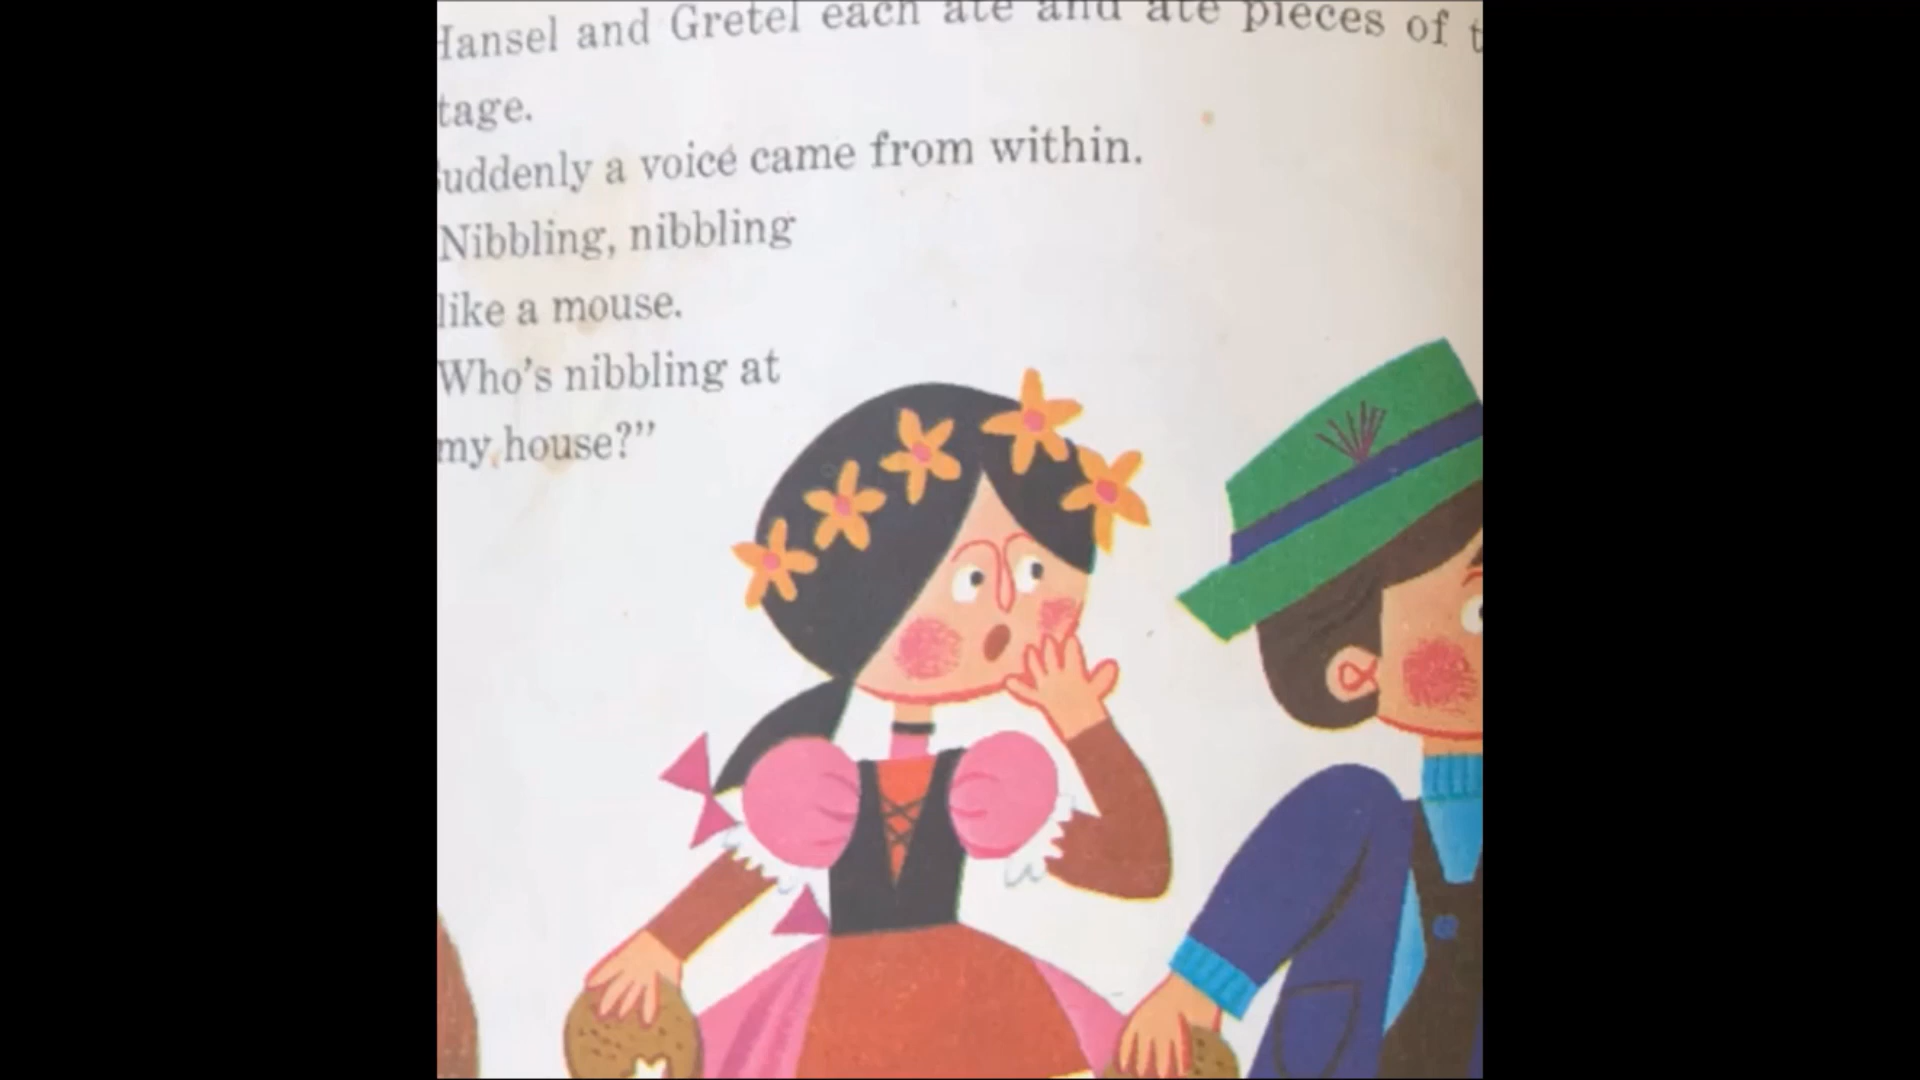 Hansel and Gretel each ate and ate pieces of t
tage.
Suddenly a voice came from within.
Nibbling, nibbling
like a mouse.
Who's nibbling at
my house?”